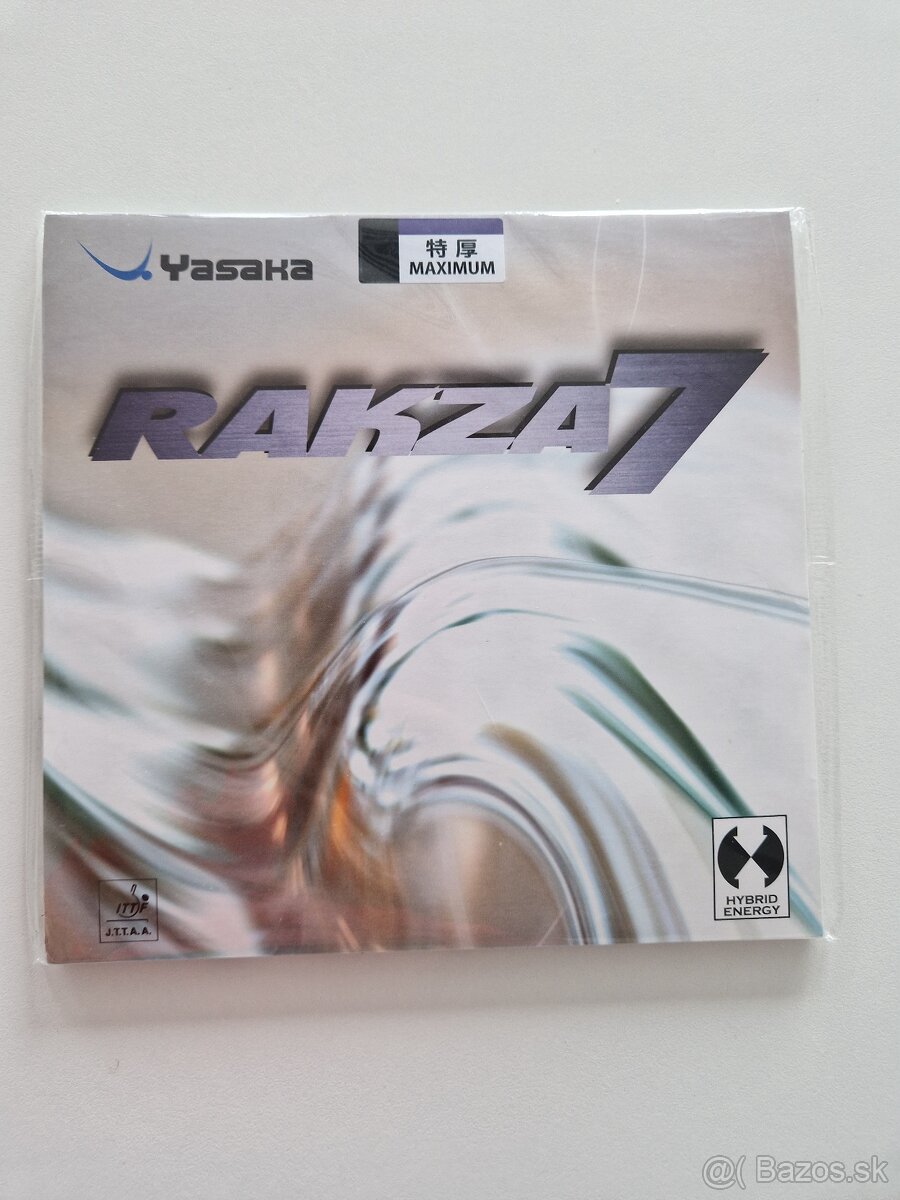 Yasaka
特厚
MAXIMUM
RAKZA7
ITTF
J.T.T.A.A.
HYBRID
ENERGY
@( Bazos.sk